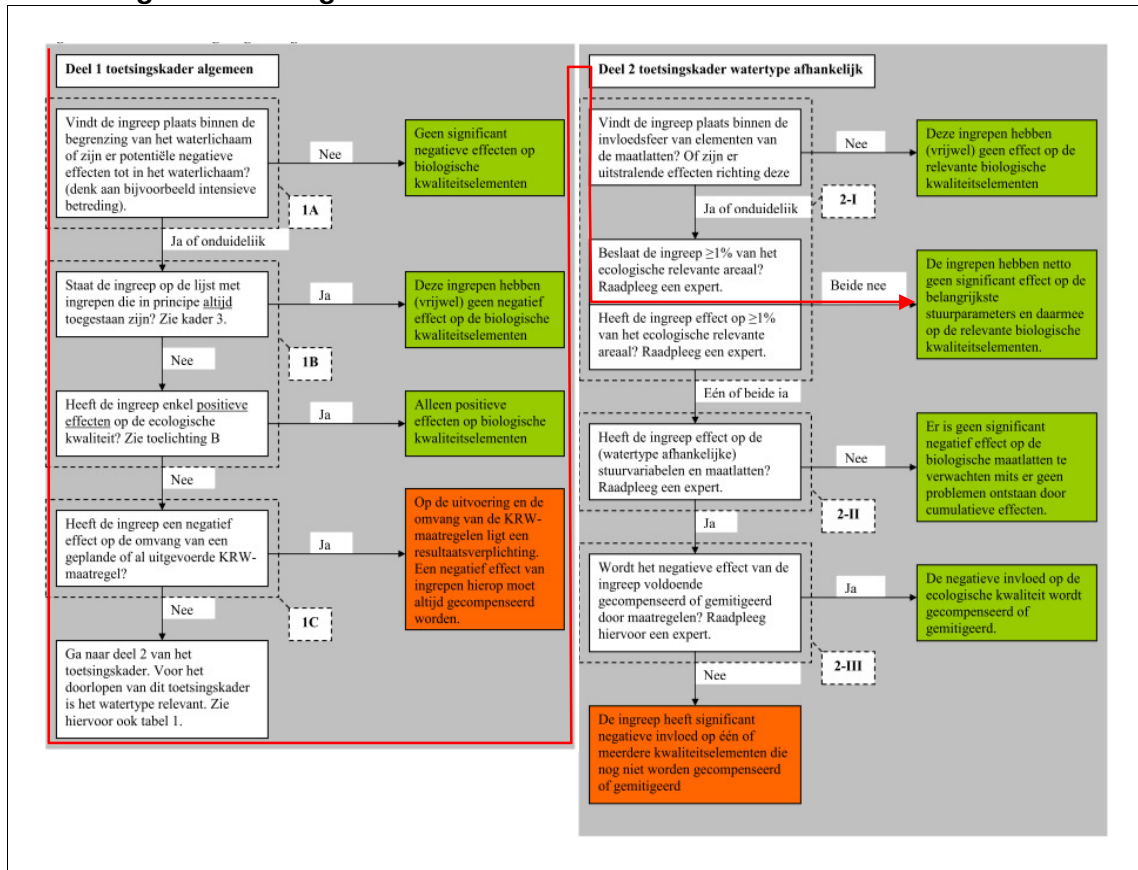 Deel 1 toetsingskader algemeen
Vindt de ingreep plaats binnen de
begrenzing van het waterlichaam
of zijn er potentiële negatieve
effecten tot in het waterlichaam?
(denk aan bijvoorbeeld intensieve
betreding).
Nee
Geen significant
negatieve effecten op
biologische
kwaliteitselementen
1A
Ja of onduidelijk
Staat de ingreep op de lijst met
ingrepen die in principe altijd
toegestaan zijn? Zie kader 3.
Ja
Deze ingrepen hebben
(vrijwel) geen negatief
effect op de biologische
kwaliteitselementen
1B
Nee
Heeft de ingreep enkel positieve
effecten op de ecologische
kwaliteit? Zie toelichting B
Ja
Alleen positieve
effecten op biologische
kwaliteitselementen
Nee
Heeft de ingreep een negatief
effect op de omvang van een
geplande of al uitgevoerde KRW-
maatregel?
Ja
Op de uitvoering en de
omvang van de KRW-
maatregelen ligt een
resultaatsverplichting.
Een negatief effect van
ingrepen hierop moet
altijd gecompenseerd
worden.
1C
Nee
Ga naar deel 2 van het
toetsingskader. Voor het
doorlopen van dit toetsingskader
is het watertype relevant. Zie
hiervoor ook tabel 1.
Deel 2 toetsingskader watertype afhankelijk
Vindt de ingreep plaats binnen de
invloedsfeer van elementen van
de maatlatten? Of zijn er
uitstralende effecten richting deze
Nee
Deze ingrepen hebben
(vrijwel) geen effect op de
relevante biologische
kwaliteitselementen
2-I
Ja of onduidelijk
Beslaat de ingreep ≥1% van het
ecologische relevante areaal?
Raadpleeg een expert.
Heeft de ingreep effect op ≥1%
van het ecologische relevante
areaal? Raadpleeg een expert.
Beide nee
De ingrepen hebben netto
geen significant effect op de
belangrijkste
stuurparameters en daarmee
op de relevante biologische
kwaliteitselementen.
Eén of beide ja
Heeft de ingreep effect op de
(watertype afhankelijke)
stuurvariabelen en maatlatten?
Raadpleeg een expert.
Nee
Er is geen significant
negatief effect op de
biologische maatlatten te
verwachten mits er geen
problemen ontstaan door
cumulatieve effecten.
2-II
Ja
Wordt het negatieve effect van de
ingreep voldoende
gecompenseerd of gemitigeerd
door maatregelen? Raadpleeg
hiervoor een expert.
Ja
De negatieve invloed op de
ecologische kwaliteit wordt
gecompenseerd of
gemitigeerd.
2-III
Nee
De ingreep heeft significant
negatieve invloed op één of
meerdere kwaliteitselementen die
nog niet worden gecompenseerd
of gemitigeerd